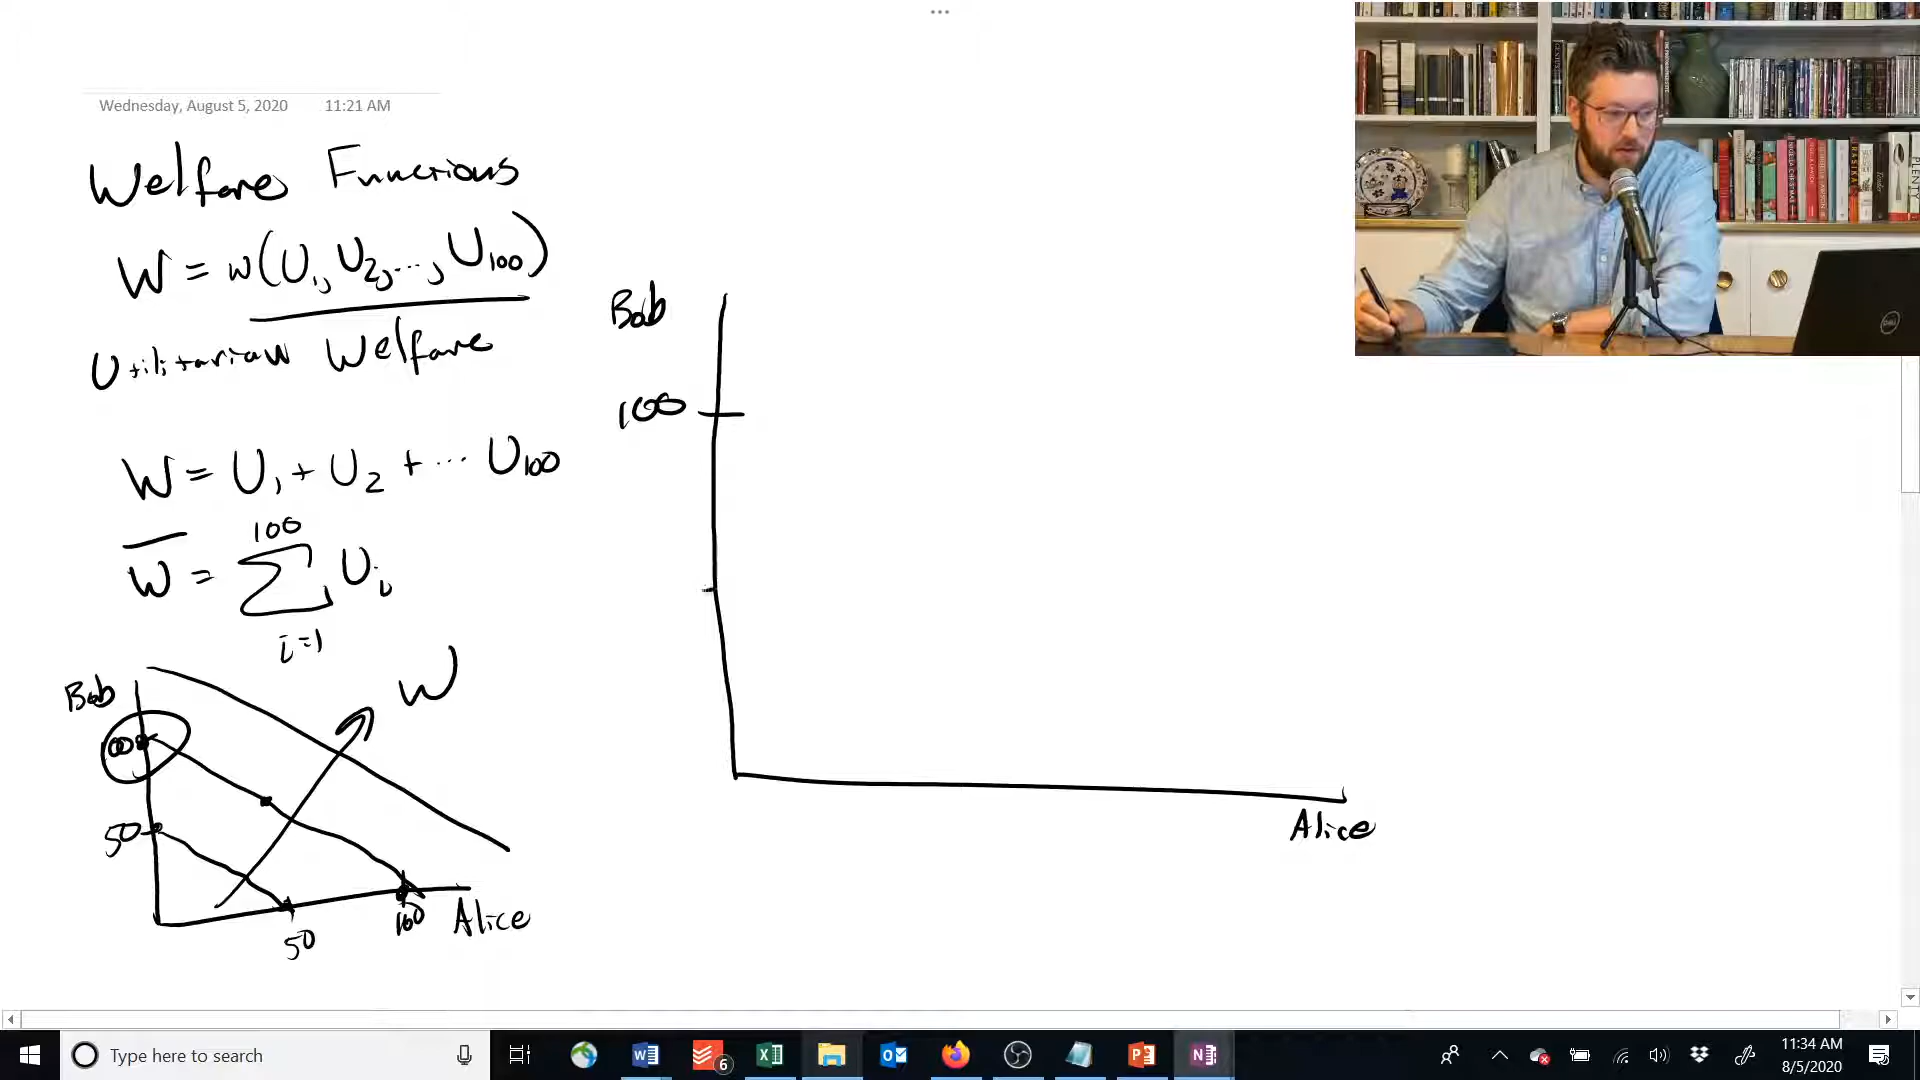 Wednesday, August 5, 2020 11:21 AM
Welfare Functions
W = w(U1, U2, ..., U100)
Utilitarian Welfare
W = U1 + U2 + ... U100
W = 100 ∑ i=1 Ui
Bob
W
100
50
50
100
Alice
Bob
100
Alice
DELL
Type here to search
6
11:34 AM
8/5/2020